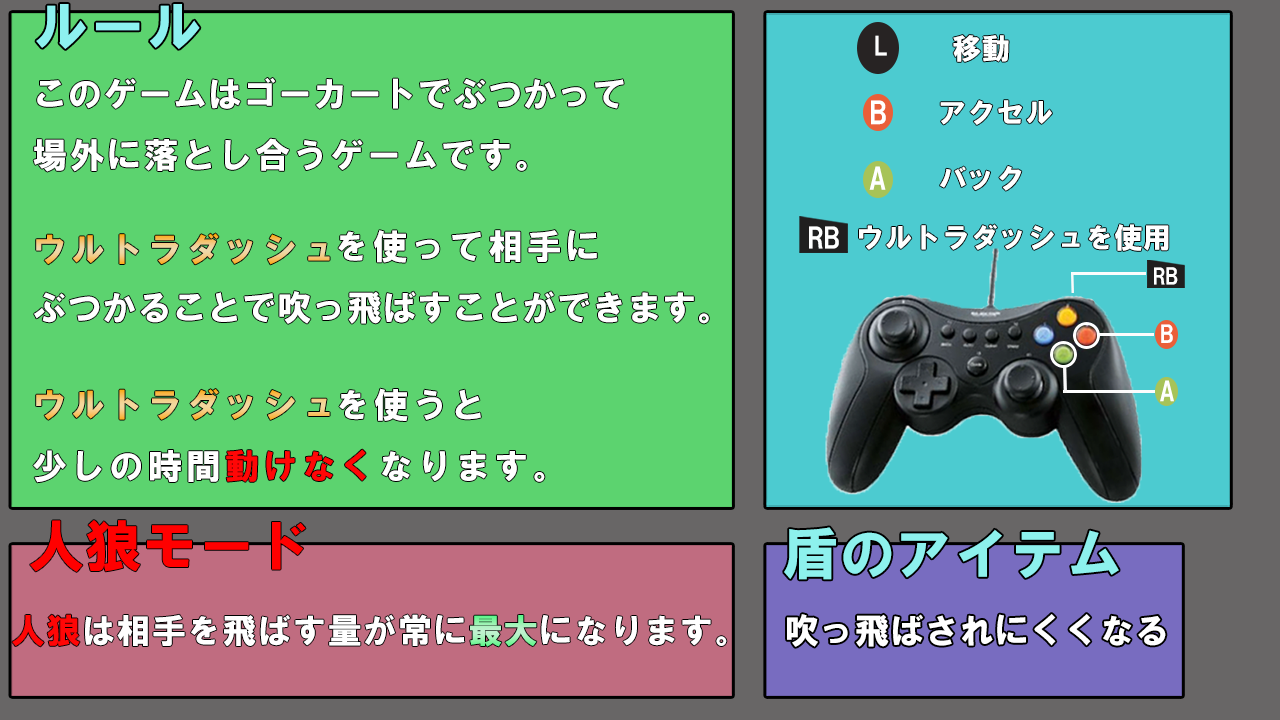 ルール
このゲームはゴーカートでぶつかって
場外に落とし合うゲームです。
ウルトラダッシュを使って相手に
ぶつかることで吹っ飛ばすことができます。
ウルトラダッシュを使うと
少しの時間動けなくなります。
L 移動
B アクセル
A バック
RB ウルトラダッシュを使用
RB
B
A
人狼モード
人狼は相手を飛ばす量が常に最大になります。
盾のアイテム
吹っ飛ばされにくくなる